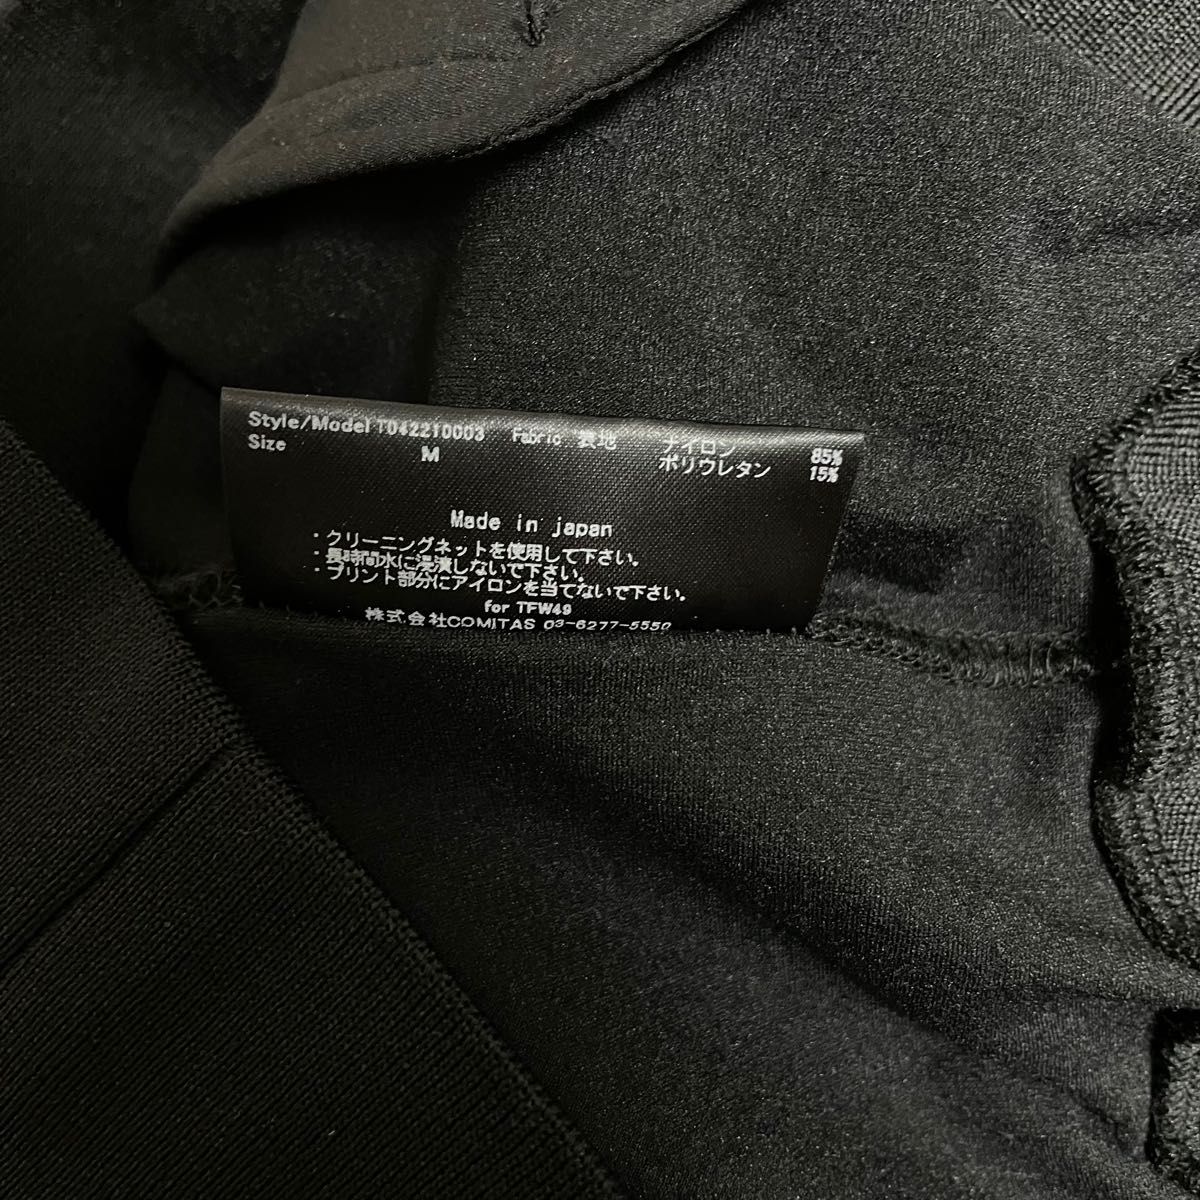 Style/Model T042210003 Fabric 表地 ナイロン 85%
Size M ポリウレタン 15%
Made in japan
・クリーニングネットを使用して下さい。
・長時間水に浸漬しないで下さい。
・プリント部分にアイロンを当てないで下さい。
for TFW49
株式会社COMITAS 03-6277-5550